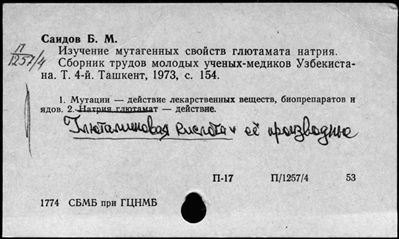 Саидов Б. М.
П
1257/4
Изучение мутагенных свойств глютамата натрия.
Сборник трудов молодых ученых-медиков Узбекиста-
на. Т. 4-й. Ташкент, 1973, с. 154.
1. Мутации — действие лекарственных веществ, биопрепаратов и
ядов. 2. Натрия глютамат — действие.
Глютаминовая кислота и её производные
П-17 П/1257/4 53
1774 СБМБ при ГЦНМБ